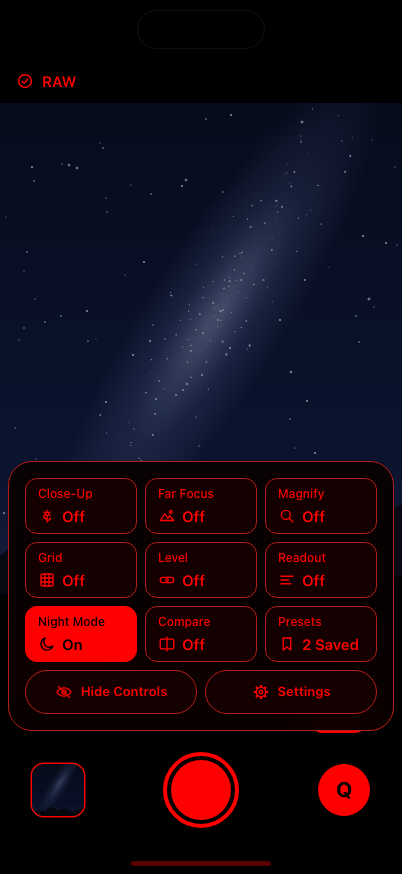 RAW
Close-Up
Off
Far Focus
Off
Magnify
Off
Grid
Off
Level
Off
Readout
Off
Night Mode
On
Compare
Off
Presets
2 Saved
Hide Controls
Settings
Q